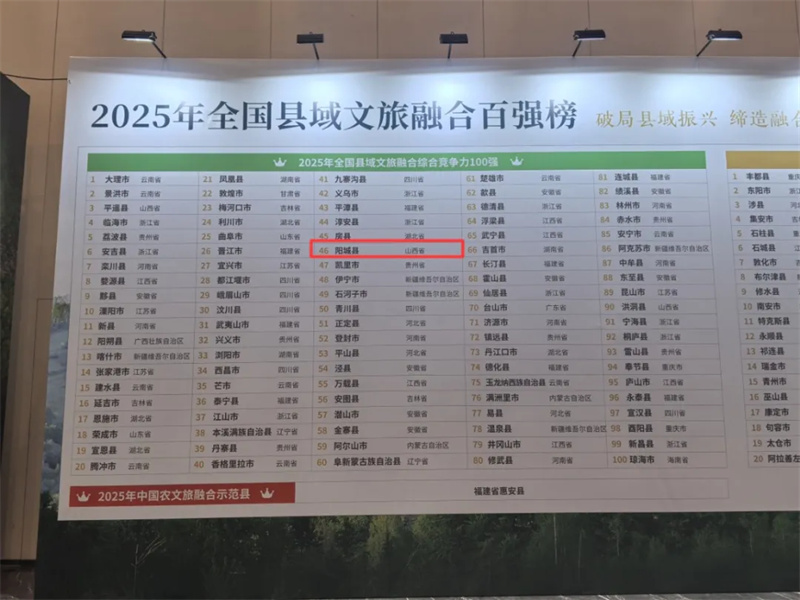 2025年全国县域文旅融合百强榜
破局县域振兴 缔造融合
2025年全国县域文旅融合综合竞争力100强
1 大理市 云南省
2 景洪市 云南省
3 平遥县 山西省
4 临海市 浙江省
5 荔波县 贵州省
6 安吉县 浙江省
7 栾川县 河南省
8 婺源县 江西省
9 黟县 安徽省
10 溧阳市 江苏省
11 新县 河南省
12 阳朔县 广西壮族自治区
13 喀什市 新疆维吾尔自治区
14 张家港市 江苏省
15 建水县 云南省
16 延吉市 吉林省
17 恩施市 湖北省
18 荣成市 山东省
19 宣恩县 湖北省
20 腾冲市 云南省
21 凤凰县 湖南省
22 敦煌市 甘肃省
23 梅河口市 吉林省
24 利川市 湖北省
25 曲阜市 山东省
26 晋江市 福建省
27 宜兴市 江苏省
28 都江堰市 四川省
29 峨眉山市 四川省
30 汶川县 四川省
31 武夷山市 福建省
32 兴义市 贵州省
33 浏阳市 湖南省
34 西昌市 四川省
35 芒市 云南省
36 泰宁县 福建省
37 江山市 浙江省
38 本溪满族自治县 辽宁省
39 丹寨县 贵州省
40 香格里拉市 云南省
41 九寨沟县 四川省
42 义乌市 浙江省
43 平潭县 福建省
44 淳安县 浙江省
45 房县 湖北省
46 阳城县 山西省
47 凯里市 贵州省
48 伊宁市 新疆维吾尔自治区
49 石河子市 新疆维吾尔自治区
50 青川县 四川省
51 正定县 河北省
52 登封市 河南省
53 平山县 河北省
54 泾县 安徽省
55 万载县 江西省
56 安图县 吉林省
57 潜山市 安徽省
58 金寨县 安徽省
59 阿尔山市 内蒙古自治区
60 阜新蒙古族自治县 辽宁省
61 楚雄市 云南省
62 歙县 安徽省
63 德清县 浙江省
64 浮梁县 江西省
65 武宁县 江西省
66 吉首市 湖南省
67 长汀县 福建省
68 霍山县 安徽省
69 仙居县 浙江省
70 台山市 广东省
71 济源市 河南省
72 镇远县 贵州省
73 丹江口市 湖北省
74 德化县 福建省
75 玉龙纳西族自治县 云南省
76 满洲里市 内蒙古自治区
77 易县 河北省
78 温泉县 新疆维吾尔自治区
79 井冈山市 江西省
80 修武县 河南省
81 连城县 福建省
82 绩溪县 安徽省
83 林州市 河南省
84 赤水市 贵州省
85 安宁市 云南省
86 阿克苏市 新疆维吾尔自治区
87 中牟县 河南省
88 东至县 安徽省
89 昆山市 江苏省
90 洪洞县 山西省
91 宁海县 浙江省
92 桐庐县 浙江省
93 雷山县 贵州省
94 奉节县 重庆市
95 庐山市 江西省
96 永泰县 福建省
97 宣汉县 四川省
98 酉阳县 重庆市
99 新昌县 浙江省
100 琼海市 海南省
1 丰都县 重庆
2 东阳市 浙江
3 涉县 河
4 集安市 吉
5 石柱县 重
6 石城县 江
7 敦化市
8 布尔津县
9 修水县
10 南安市
11 特克斯县
12 永顺县
13 祁连县
14 瑞金市
15 青州市
16 巫山县
17 康定市
18 句容市
19 太仓市
20 阿拉善左
2025年中国农文旅融合示范县
福建省惠安县